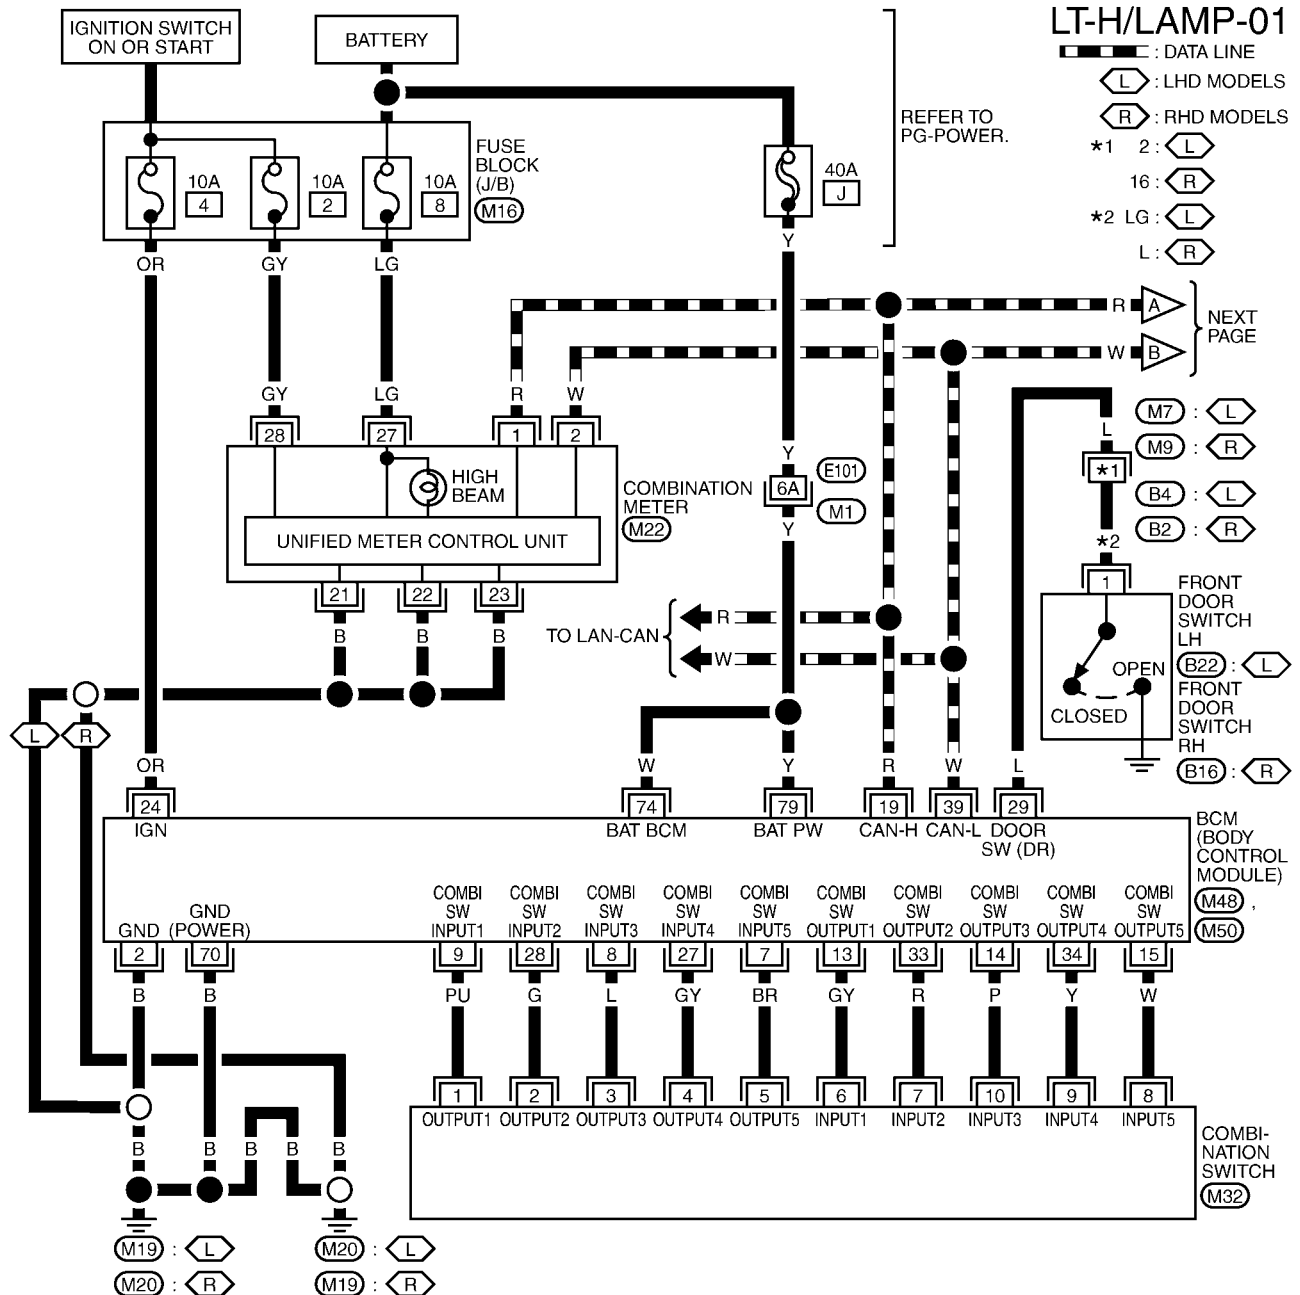 LT-H/LAMP-01
IGNITION SWITCH
ON OR START
BATTERY
: DATA LINE
L : LHD MODELS
R : RHD MODELS
*1 2 : L
16 : R
*2 LG : L
L : R
REFER TO
PG-POWER.
FUSE
BLOCK
(J/B)
M16
10A
4
10A
2
10A
8
40A
J
OR
GY
LG
Y
R
A
W
B
NEXT
PAGE
GY
LG
R
W
28
27
1
2
HIGH
BEAM
UNIFIED METER CONTROL UNIT
COMBINATION
METER
M22
21
22
23
B
B
B
Y
6A
E101
M1
Y
L
*1
*2
M7 : L
M9 : R
B4 : L
B2 : R
1
OPEN
CLOSED
FRONT
DOOR
SWITCH
LH
B22 : L
FRONT
DOOR
SWITCH
RH
B16 : R
TO LAN-CAN
R
W
L
R
OR
W
Y
R
W
L
24
74
79
19
39
29
IGN
BAT BCM
BAT PW
CAN-H
CAN-L
DOOR
SW (DR)
BCM
(BODY
CONTROL
MODULE)
M48 ,
M50
GND
GND
(POWER)
COMBI
SW
INPUT1
COMBI
SW
INPUT2
COMBI
SW
INPUT3
COMBI
SW
INPUT4
COMBI
SW
INPUT5
COMBI
SW
OUTPUT1
COMBI
SW
OUTPUT2
COMBI
SW
OUTPUT3
COMBI
SW
OUTPUT4
COMBI
SW
OUTPUT5
2
70
9
28
8
27
7
13
33
14
34
15
B
B
PU
G
L
GY
BR
GY
R
P
Y
W
1
2
3
4
5
6
7
10
9
8
OUTPUT1
OUTPUT2
OUTPUT3
OUTPUT4
OUTPUT5
INPUT1
INPUT2
INPUT3
INPUT4
INPUT5
COMBI-
NATION
SWITCH
M32
B
B
B
B
B
M19 : L
M20 : R
M20 : L
M19 : R